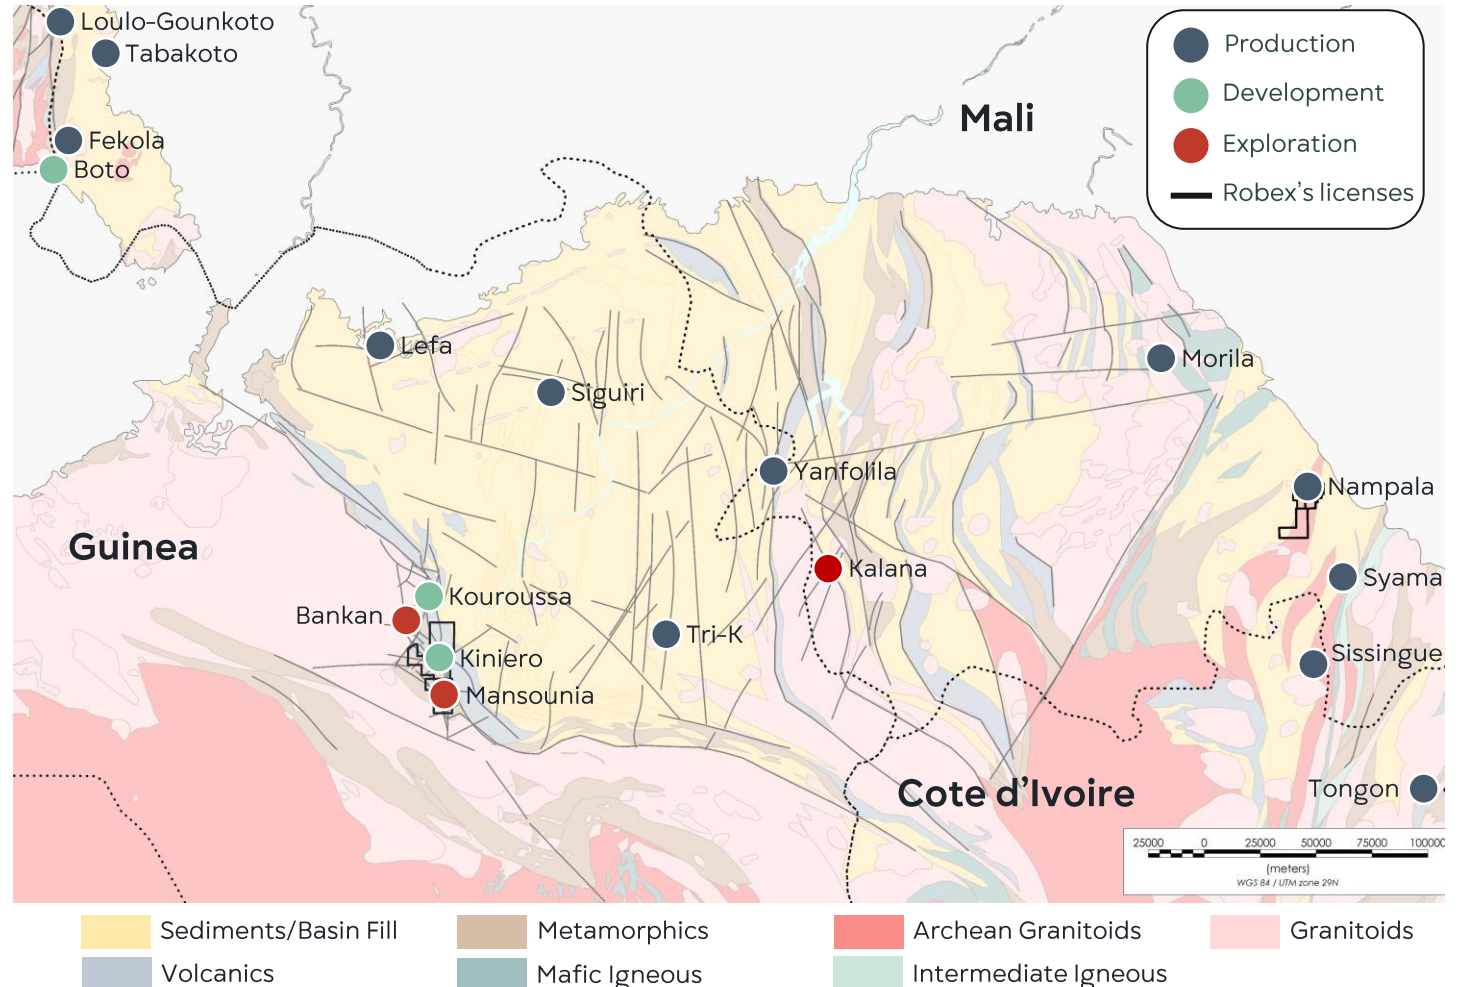 Loulo-Gounkoto
Tabakoto
Fekola
Boto
Mali
Production
Development
Exploration
Robex's licenses
Lefa
Siguiri
Morila
Yanfolila
Nampala
Guinea
Kalana
Syama
Kouroussa
Bankan
Tri-K
Kiniero
Sissingue
Mansounia
Cote d'Ivoire
Tongon
25000 0 25000 50000 75000 100000
(meters)
WGS 84 / UTM zone 29N
Sediments/Basin Fill Metamorphics Archean Granitoids Granitoids
Volcanics Mafic Igneous Intermediate Igneous